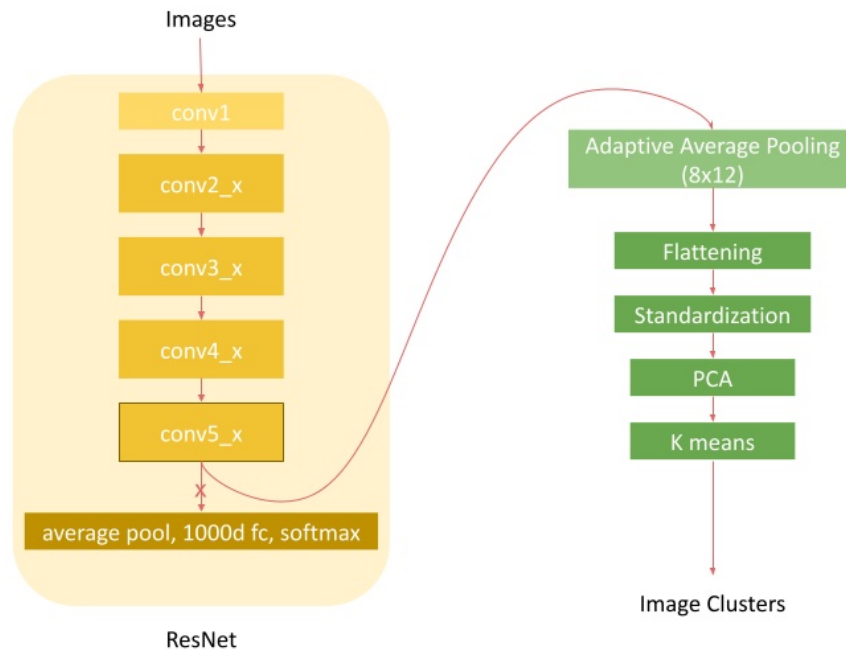 Images
conv1
conv2_x
conv3_x
conv4_x
conv5_x
x
average pool, 1000d fc, softmax
ResNet
Adaptive Average Pooling
(8x12)
Flattening
Standardization
PCA
K means
Image Clusters